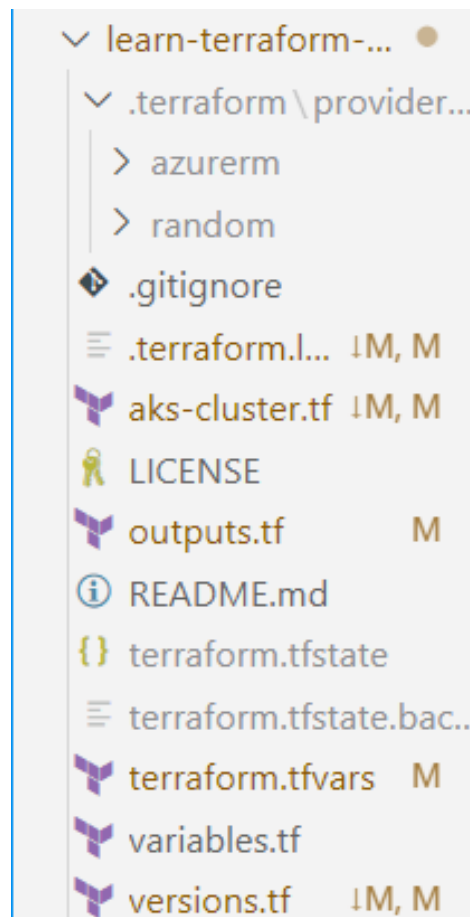 learn-terraform-...
.terraform\provider...
azurerm
random
.gitignore
.terraform.l... ↓M, M
aks-cluster.tf ↓M, M
LICENSE
outputs.tf M
README.md
{} terraform.tfstate
terraform.tfstate.bac...
terraform.tfvars M
variables.tf
versions.tf ↓M, M